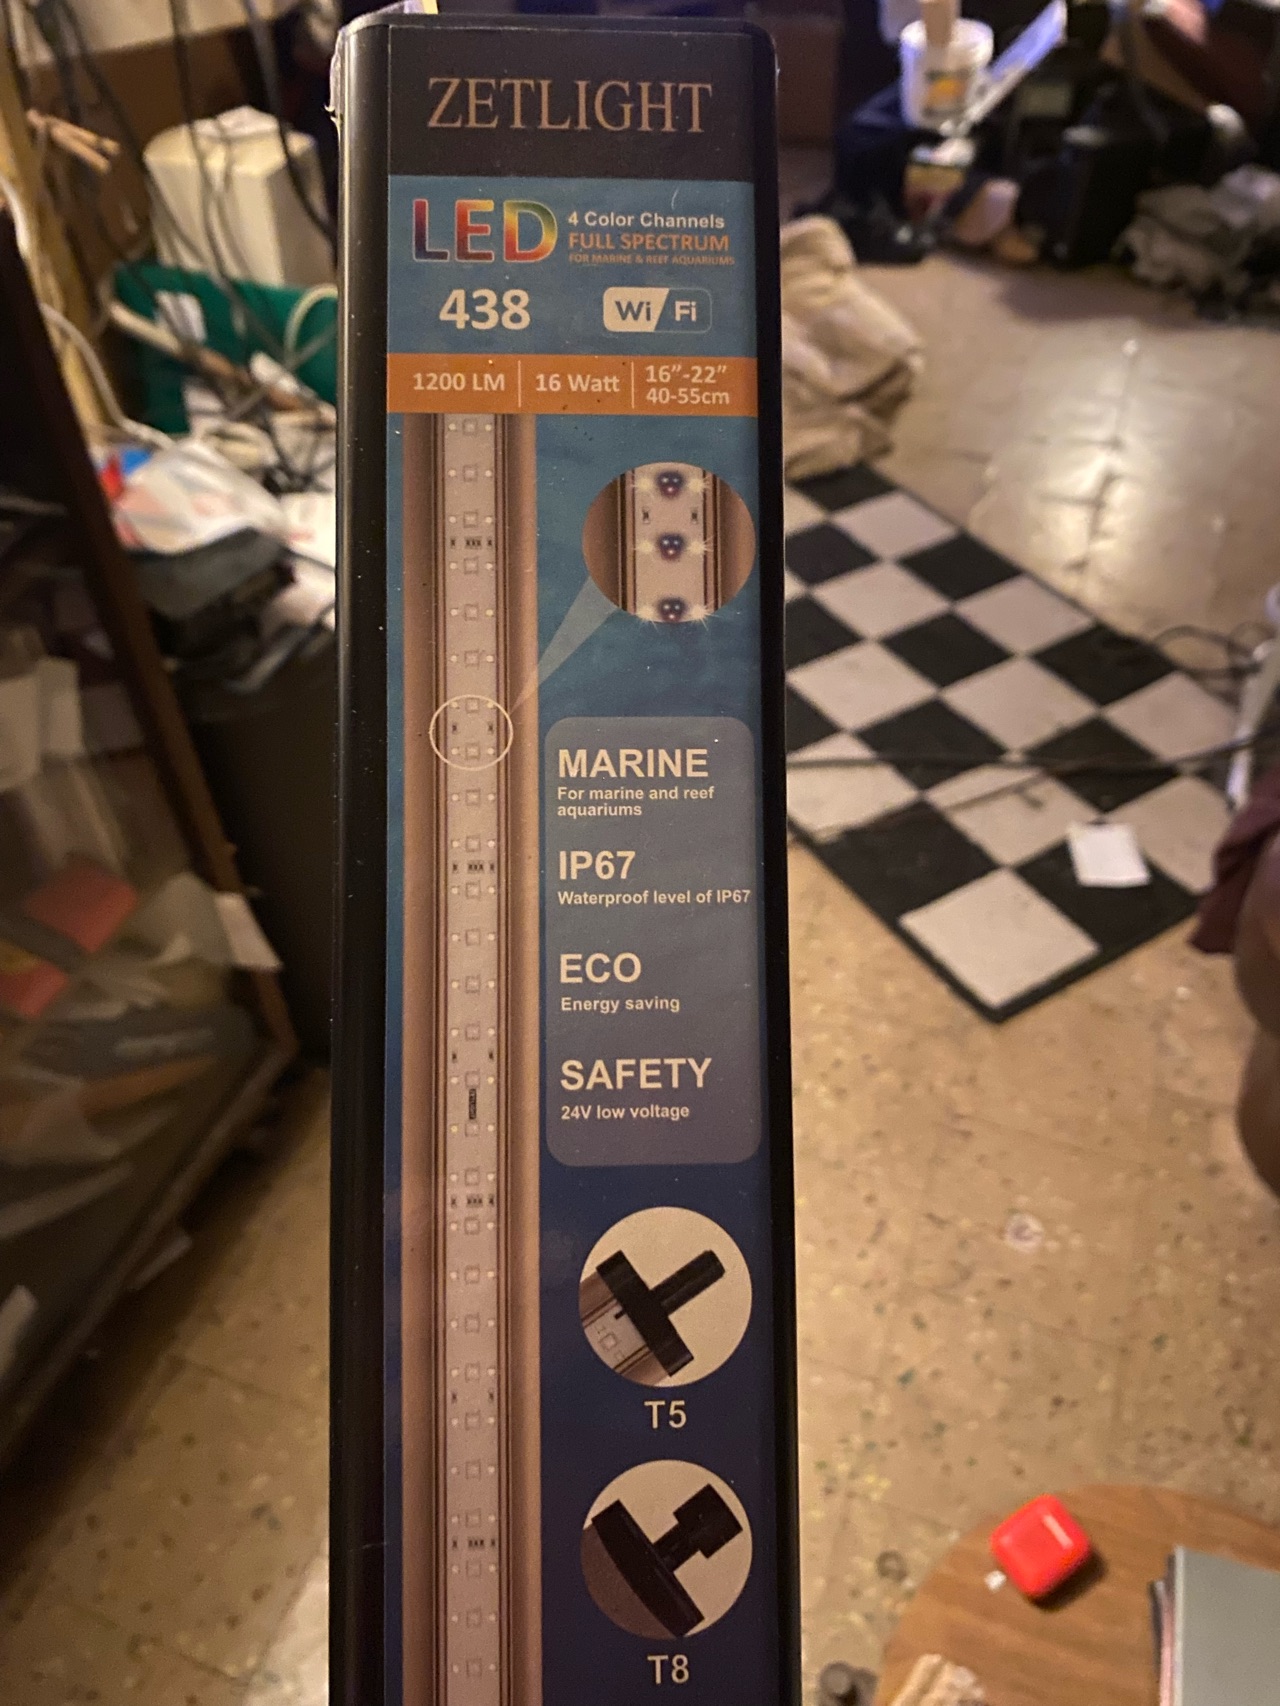 ZETLIGHT
LED
4 Color Channels
FULL SPECTRUM
FOR MARINE & REEF AQUARIUMS
438
Wi Fi
1200 LM
16 Watt
16”-22”
40-55cm
MARINE
For marine and reef
aquariums
IP67
Waterproof level of IP67
ECO
Energy saving
SAFETY
24V low voltage
T5
T8